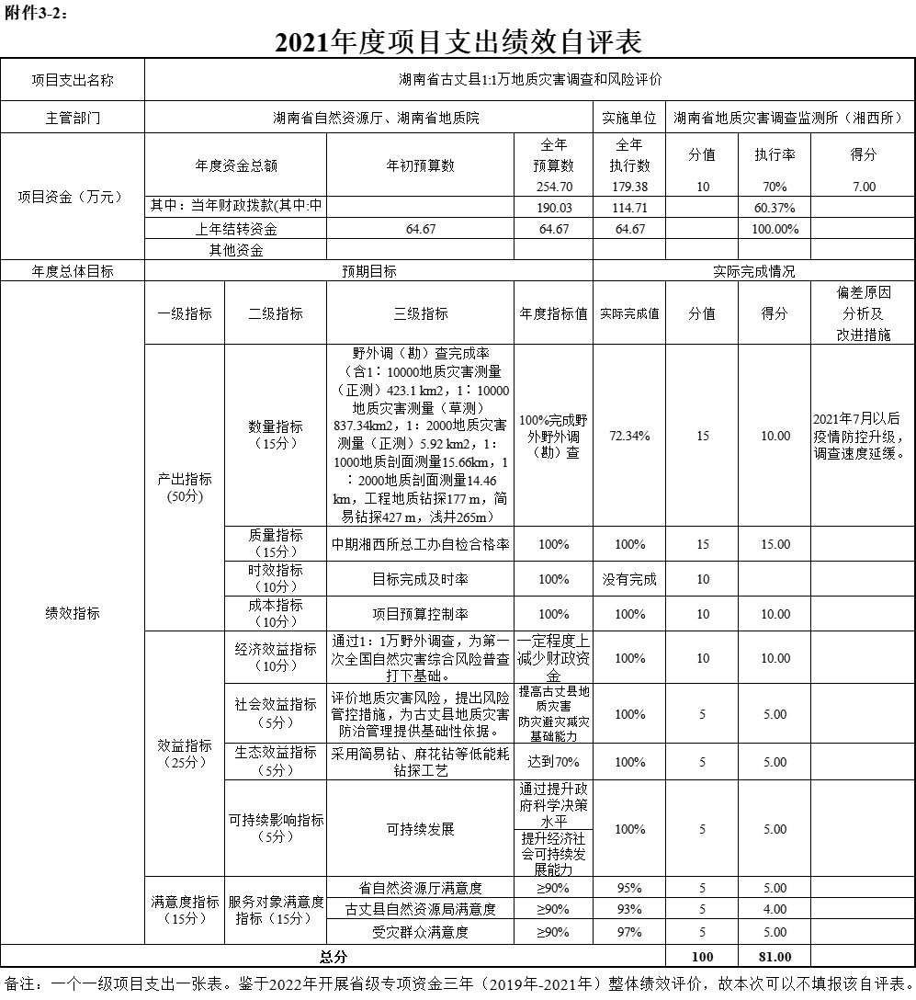 附件3-2：
2021年度项目支出绩效自评表
项目支出名称 湖南省古丈县1:1万地质灾害调查和风险评价
主管部门 湖南省自然资源厅、湖南省地质院 实施单位 湖南省地质灾害调查监测所（湘西所）
项目资金（万元） 年度资金总额 年初预算数 全年 全年 分值 执行率 得分
预算数 执行数
254.70 179.38 10 70% 7.00
其中：当年财政拨款(其中:中 190.03 114.71 60.37%
上年结转资金 64.67 64.67 64.67 100.00%
其他资金
年度总体目标 预期目标 实际完成情况
绩效指标
一级指标 二级指标 三级指标 年度指标值 实际完成值 分值 得分 偏差原因
分析及
改进措施
产出指标
(50分)
数量指标
（15分）
野外调（勘）查完成率
（含1∶10000地质灾害测量
（正测）423.1 km2，1∶10000
地质灾害测量（草测）
837.34km2，1：2000地质灾害
测量（正测）5.92 km2，1：
1000地质剖面测量15.66km，1
∶2000地质剖面测量14.46
km，工程地质钻探177 m，简
易钻探427 m，浅井265m）
100%完成野
外野外调
（勘）查
72.34% 15 10.00
2021年7月以后
疫情防控升级，
调查速度延缓。
质量指标
（15分）
中期湘西所总工办自检合格率 100% 100% 15 15.00
时效指标
（10分）
目标完成及时率 100% 没有完成 10
成本指标
（10分）
项目预算控制率 100% 100% 10 10.00
效益指标
（25分）
经济效益指标
（10分）
通过1：1万野外调查，为第一
次全国自然灾害综合风险普查
打下基础。
一定程度上
减少财政资
金
100% 10 10.00
社会效益指标
（5分）
评价地质灾害风险，提出风险
管控措施，为古丈县地质灾害
防治管理提供基础性依据。
提高古丈县地
质灾害
防灾避灾减灾
基础能力
100% 5 5.00
生态效益指标
（5分）
采用简易钻、麻花钻等低能耗
钻探工艺
达到70% 100% 5 5.00
可持续影响指标
（5分）
可持续发展
通过提升政
府科学决策
水平
提升经济社
会可持续发
展能力
100% 5 5.00
满意度指标
（15分）
服务对象满意度
指标（15分）
省自然资源厅满意度 ≥90% 95% 5 5.00
古丈县自然资源局满意度 ≥90% 93% 5 4.00
受灾群众满意度 ≥90% 97% 5 5.00
总分 100 81.00
备注：一个一级项目支出一张表。鉴于2022年开展省级专项资金三年（2019年-2021年）整体绩效评价，故本次可以不填报该自评表。